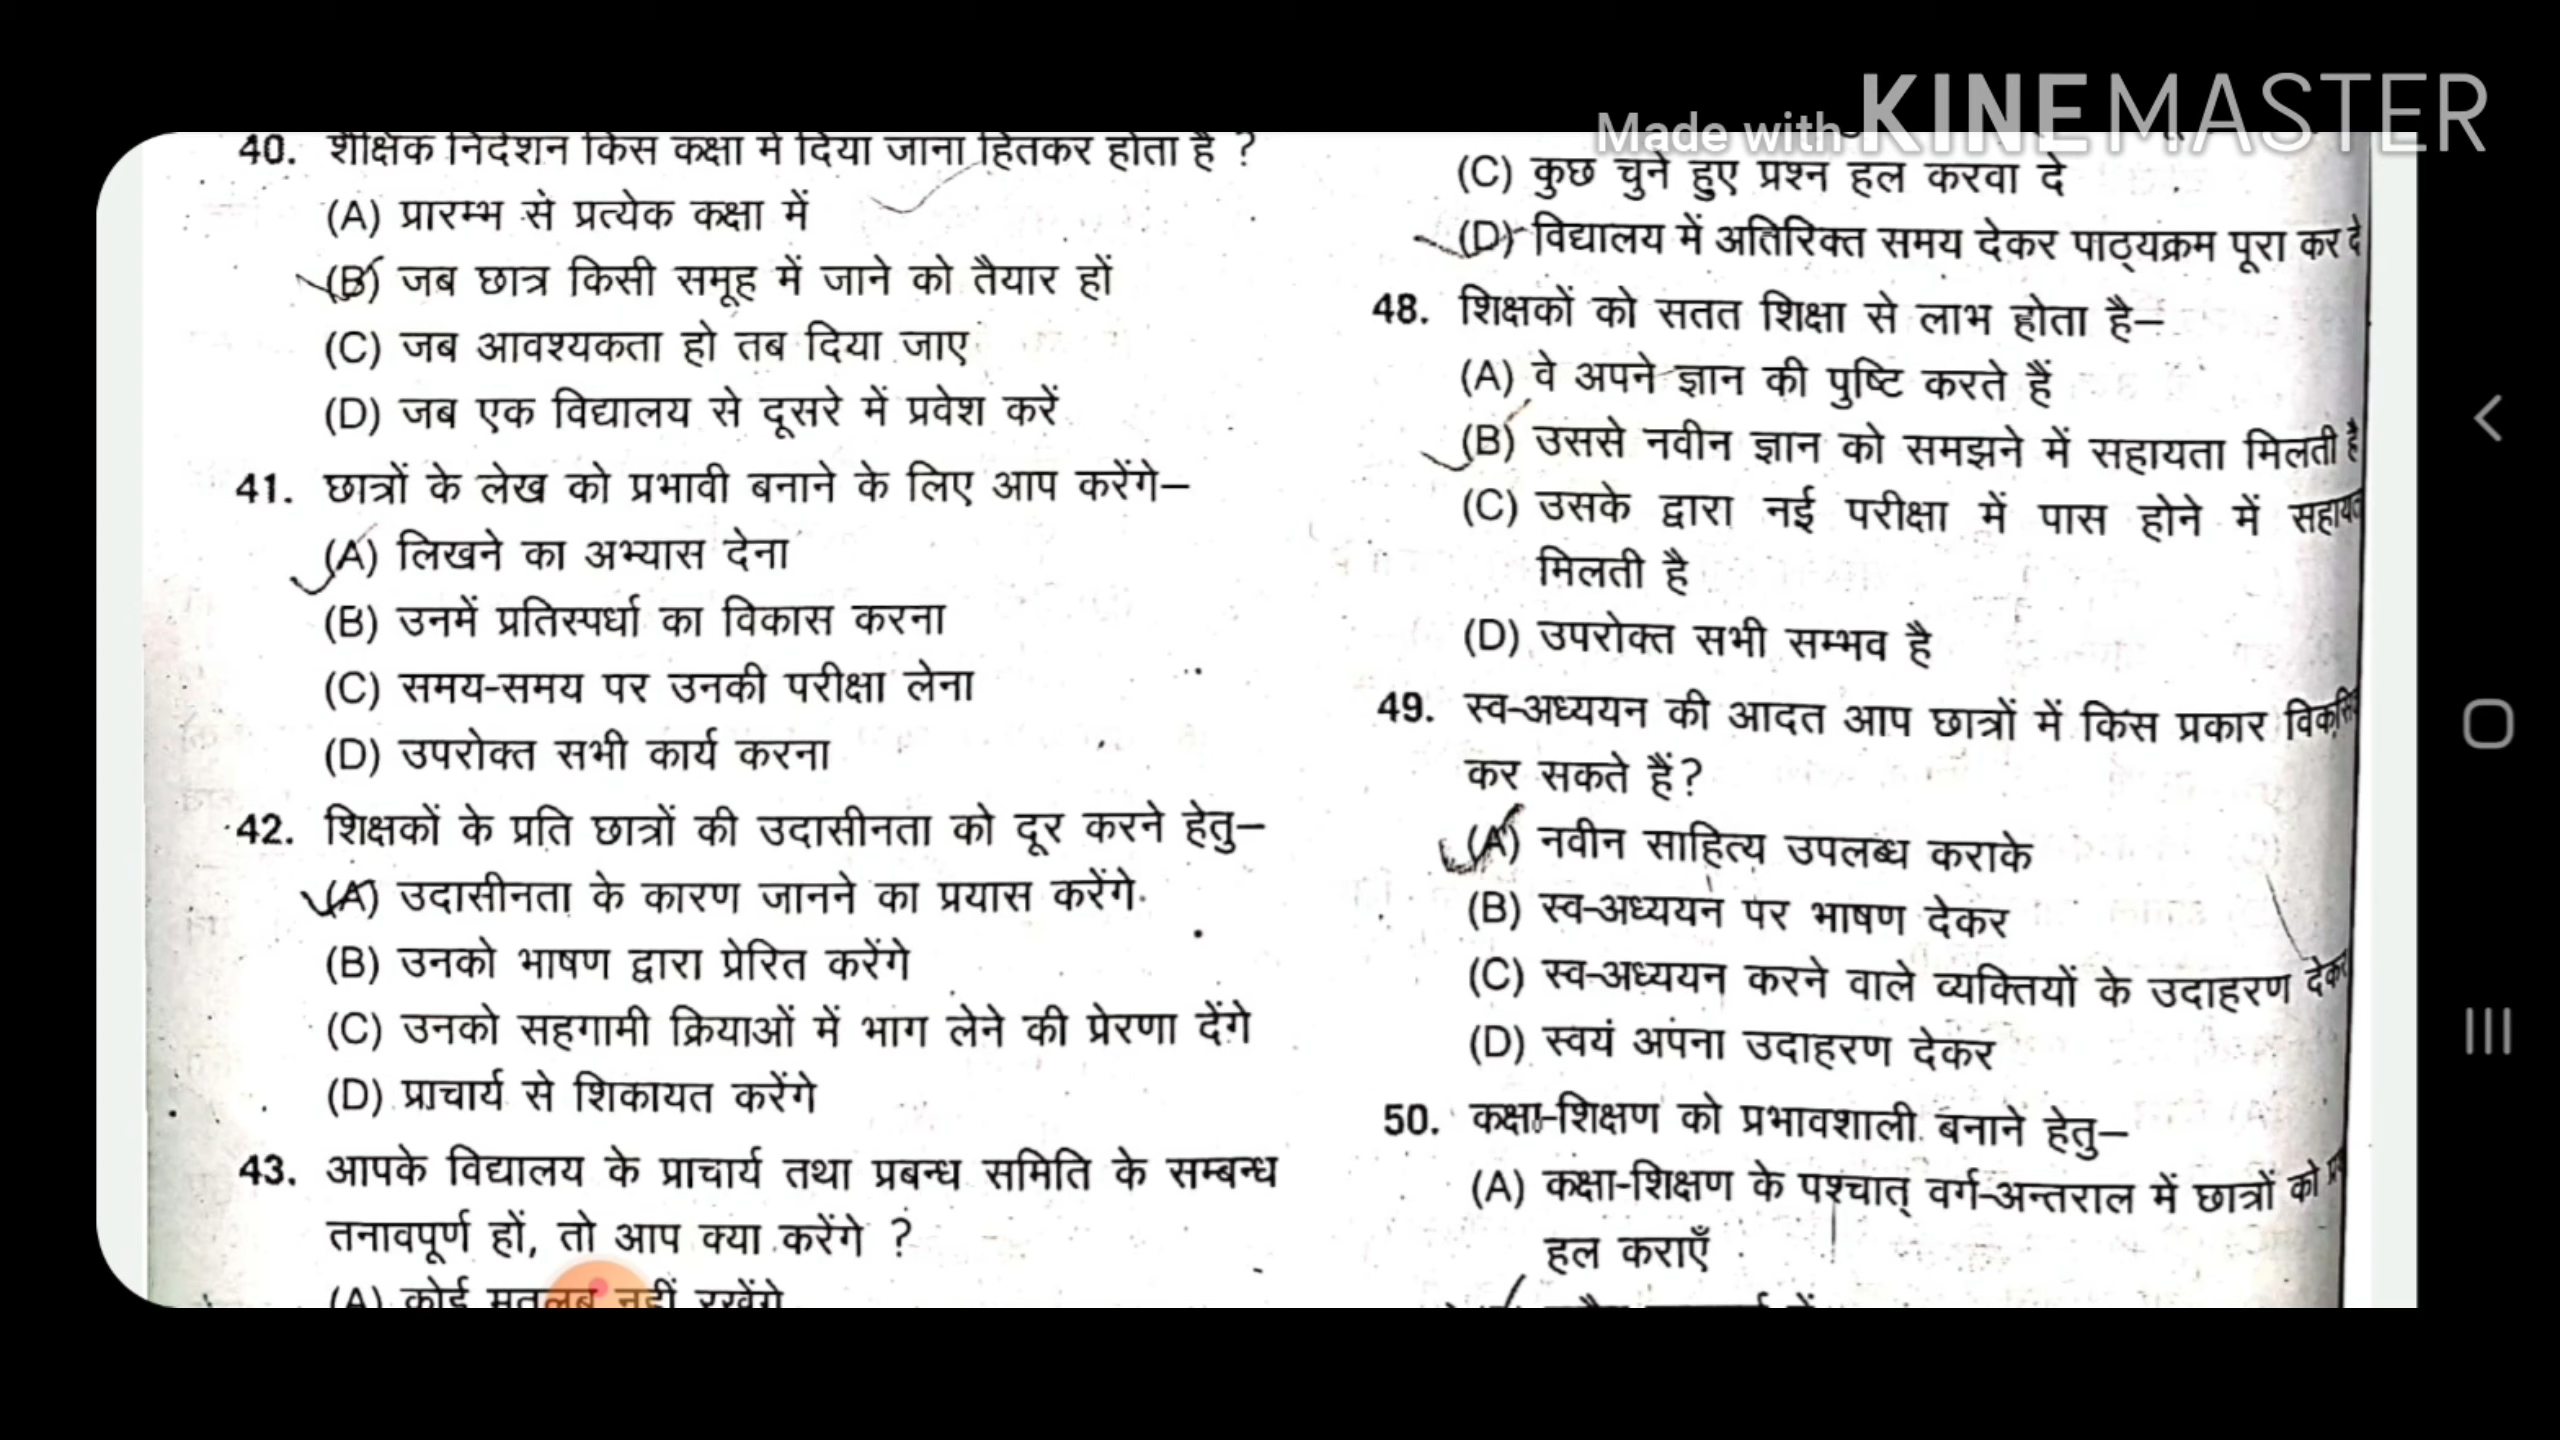 Made with KINEMASTER
40. शैक्षिक निर्देशन किस कक्षा में दिया जाना हितकर होता है ?
(A) प्रारम्भ से प्रत्येक कक्षा में
(B) जब छात्र किसी समूह में जाने को तैयार हों
(C) जब आवश्यकता हो तब दिया जाए
(D) जब एक विद्यालय से दूसरे में प्रवेश करें
41. छात्रों के लेख को प्रभावी बनाने के लिए आप करेंगे–
(A) लिखने का अभ्यास देना
(B) उनमें प्रतिस्पर्धा का विकास करना
(C) समय-समय पर उनकी परीक्षा लेना
(D) उपरोक्त सभी कार्य करना
42. शिक्षकों के प्रति छात्रों की उदासीनता को दूर करने हेतु–
(A) उदासीनता के कारण जानने का प्रयास करेंगे
(B) उनको भाषण द्वारा प्रेरित करेंगे
(C) उनको सहगामी क्रियाओं में भाग लेने की प्रेरणा देंगे
(D) प्राचार्य से शिकायत करेंगे
43. आपके विद्यालय के प्राचार्य तथा प्रबन्ध समिति के सम्बन्ध
तनावपूर्ण हों, तो आप क्या करेंगे ?
(A) कोई मतलब नहीं रखेंगे
(C) कुछ चुने हुए प्रश्न हल करवा दे
(D) विद्यालय में अतिरिक्त समय देकर पाठ्यक्रम पूरा कर दे
48. शिक्षकों को सतत शिक्षा से लाभ होता है–
(A) वे अपने ज्ञान की पुष्टि करते हैं
(B) उससे नवीन ज्ञान को समझने में सहायता मिलती है
(C) उसके द्वारा नई परीक्षा में पास होने में
मिलती है
(D) उपरोक्त सभी सम्भव है
49. स्व-अध्ययन की आदत आप छात्रों में किस प्रकार
कर सकते हैं?
(A) नवीन साहित्य उपलब्ध कराके
(B) स्व-अध्ययन पर भाषण देकर
(C) स्व-अध्ययन करने वाले व्यक्तियों के उदाहरण देकर
(D) स्वयं अपना उदाहरण देकर
50. कक्षा-शिक्षण को प्रभावशाली बनाने हेतु–
(A) कक्षा-शिक्षण के पश्चात् वर्ग-अन्तराल में छात्रों को
हल कराएँ